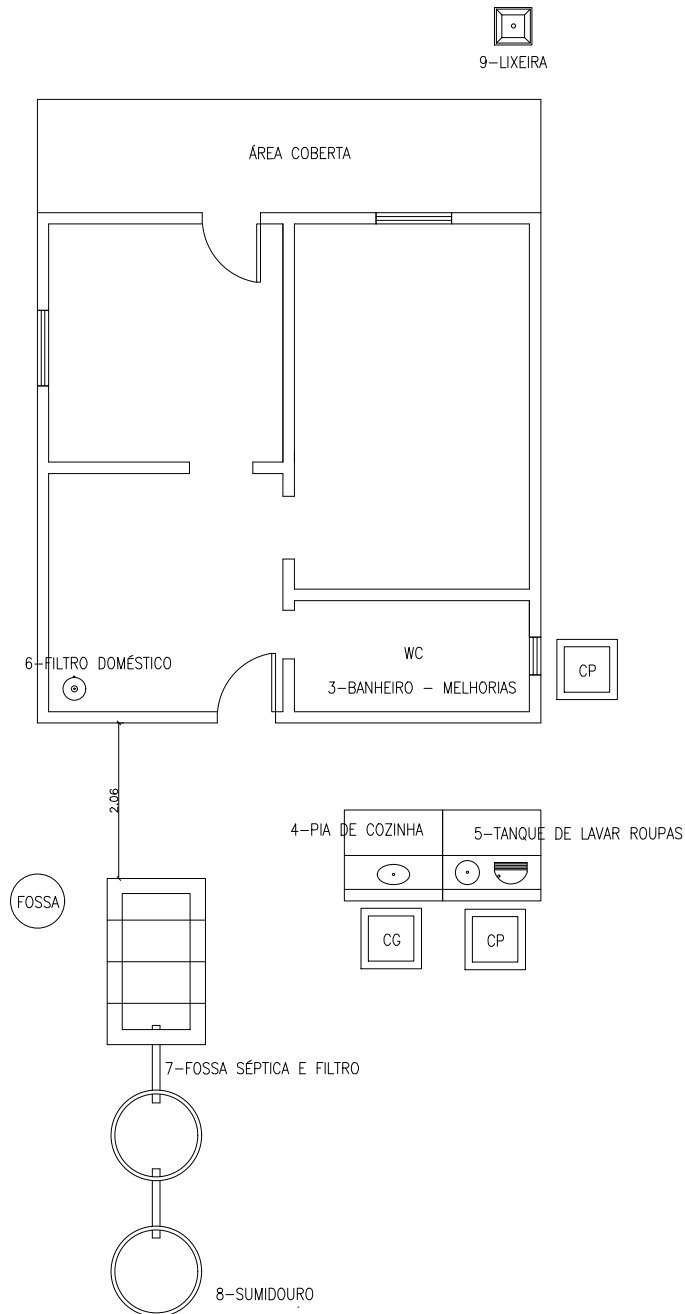 9-LIXEIRA
ÁREA COBERTA
6-FILTRO DOMÉSTICO
WC
3-BANHEIRO - MELHORIAS
CP
2.06
4-PIA DE COZINHA
5-TANQUE DE LAVAR ROUPAS
FOSSA
CG
CP
7-FOSSA SÉPTICA E FILTRO
8-SUMIDOURO